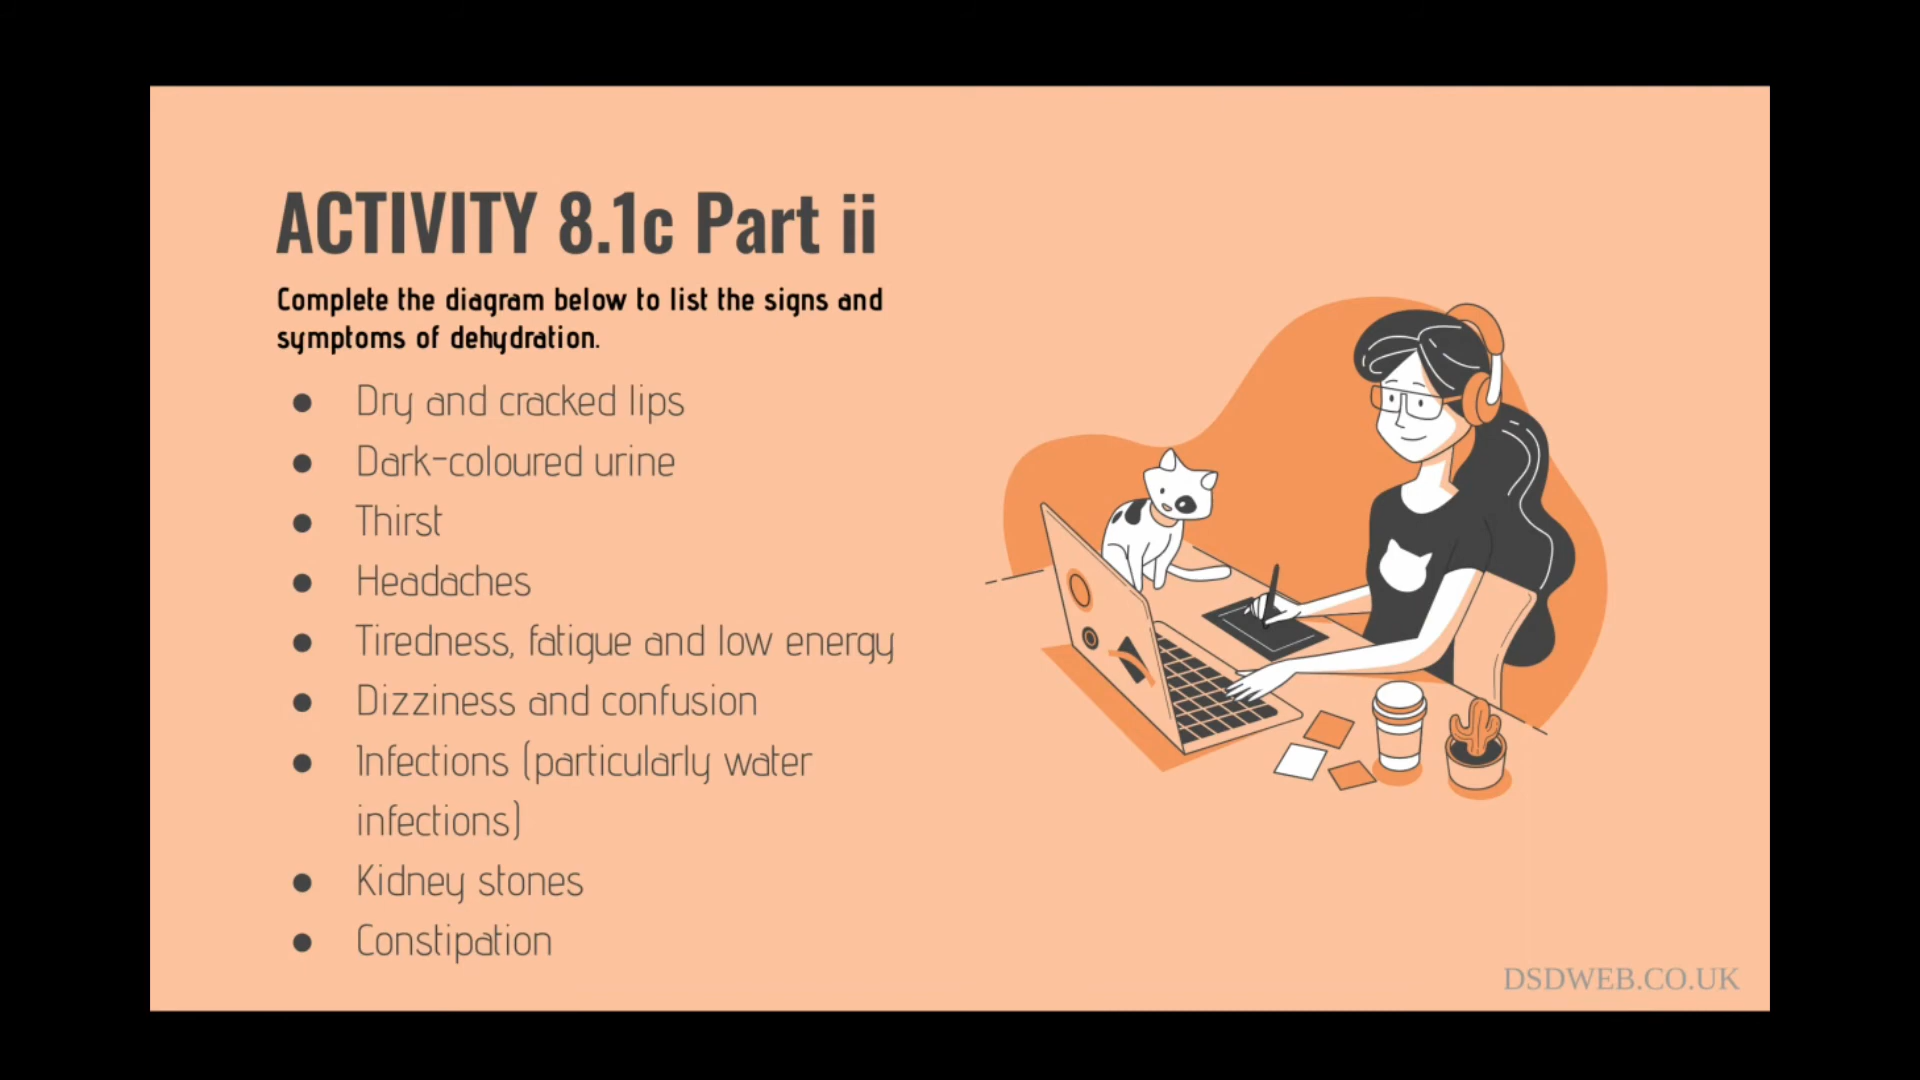 ACTIVITY 8.1c Part ii
Complete the diagram below to list the signs and
symptoms of dehydration.
● Dry and cracked lips
● Dark-coloured urine
● Thirst
● Headaches
● Tiredness, fatigue and low energy
● Dizziness and confusion
● Infections (particularly water
infections)
● Kidney stones
● Constipation
DSDWEB.CO.UK